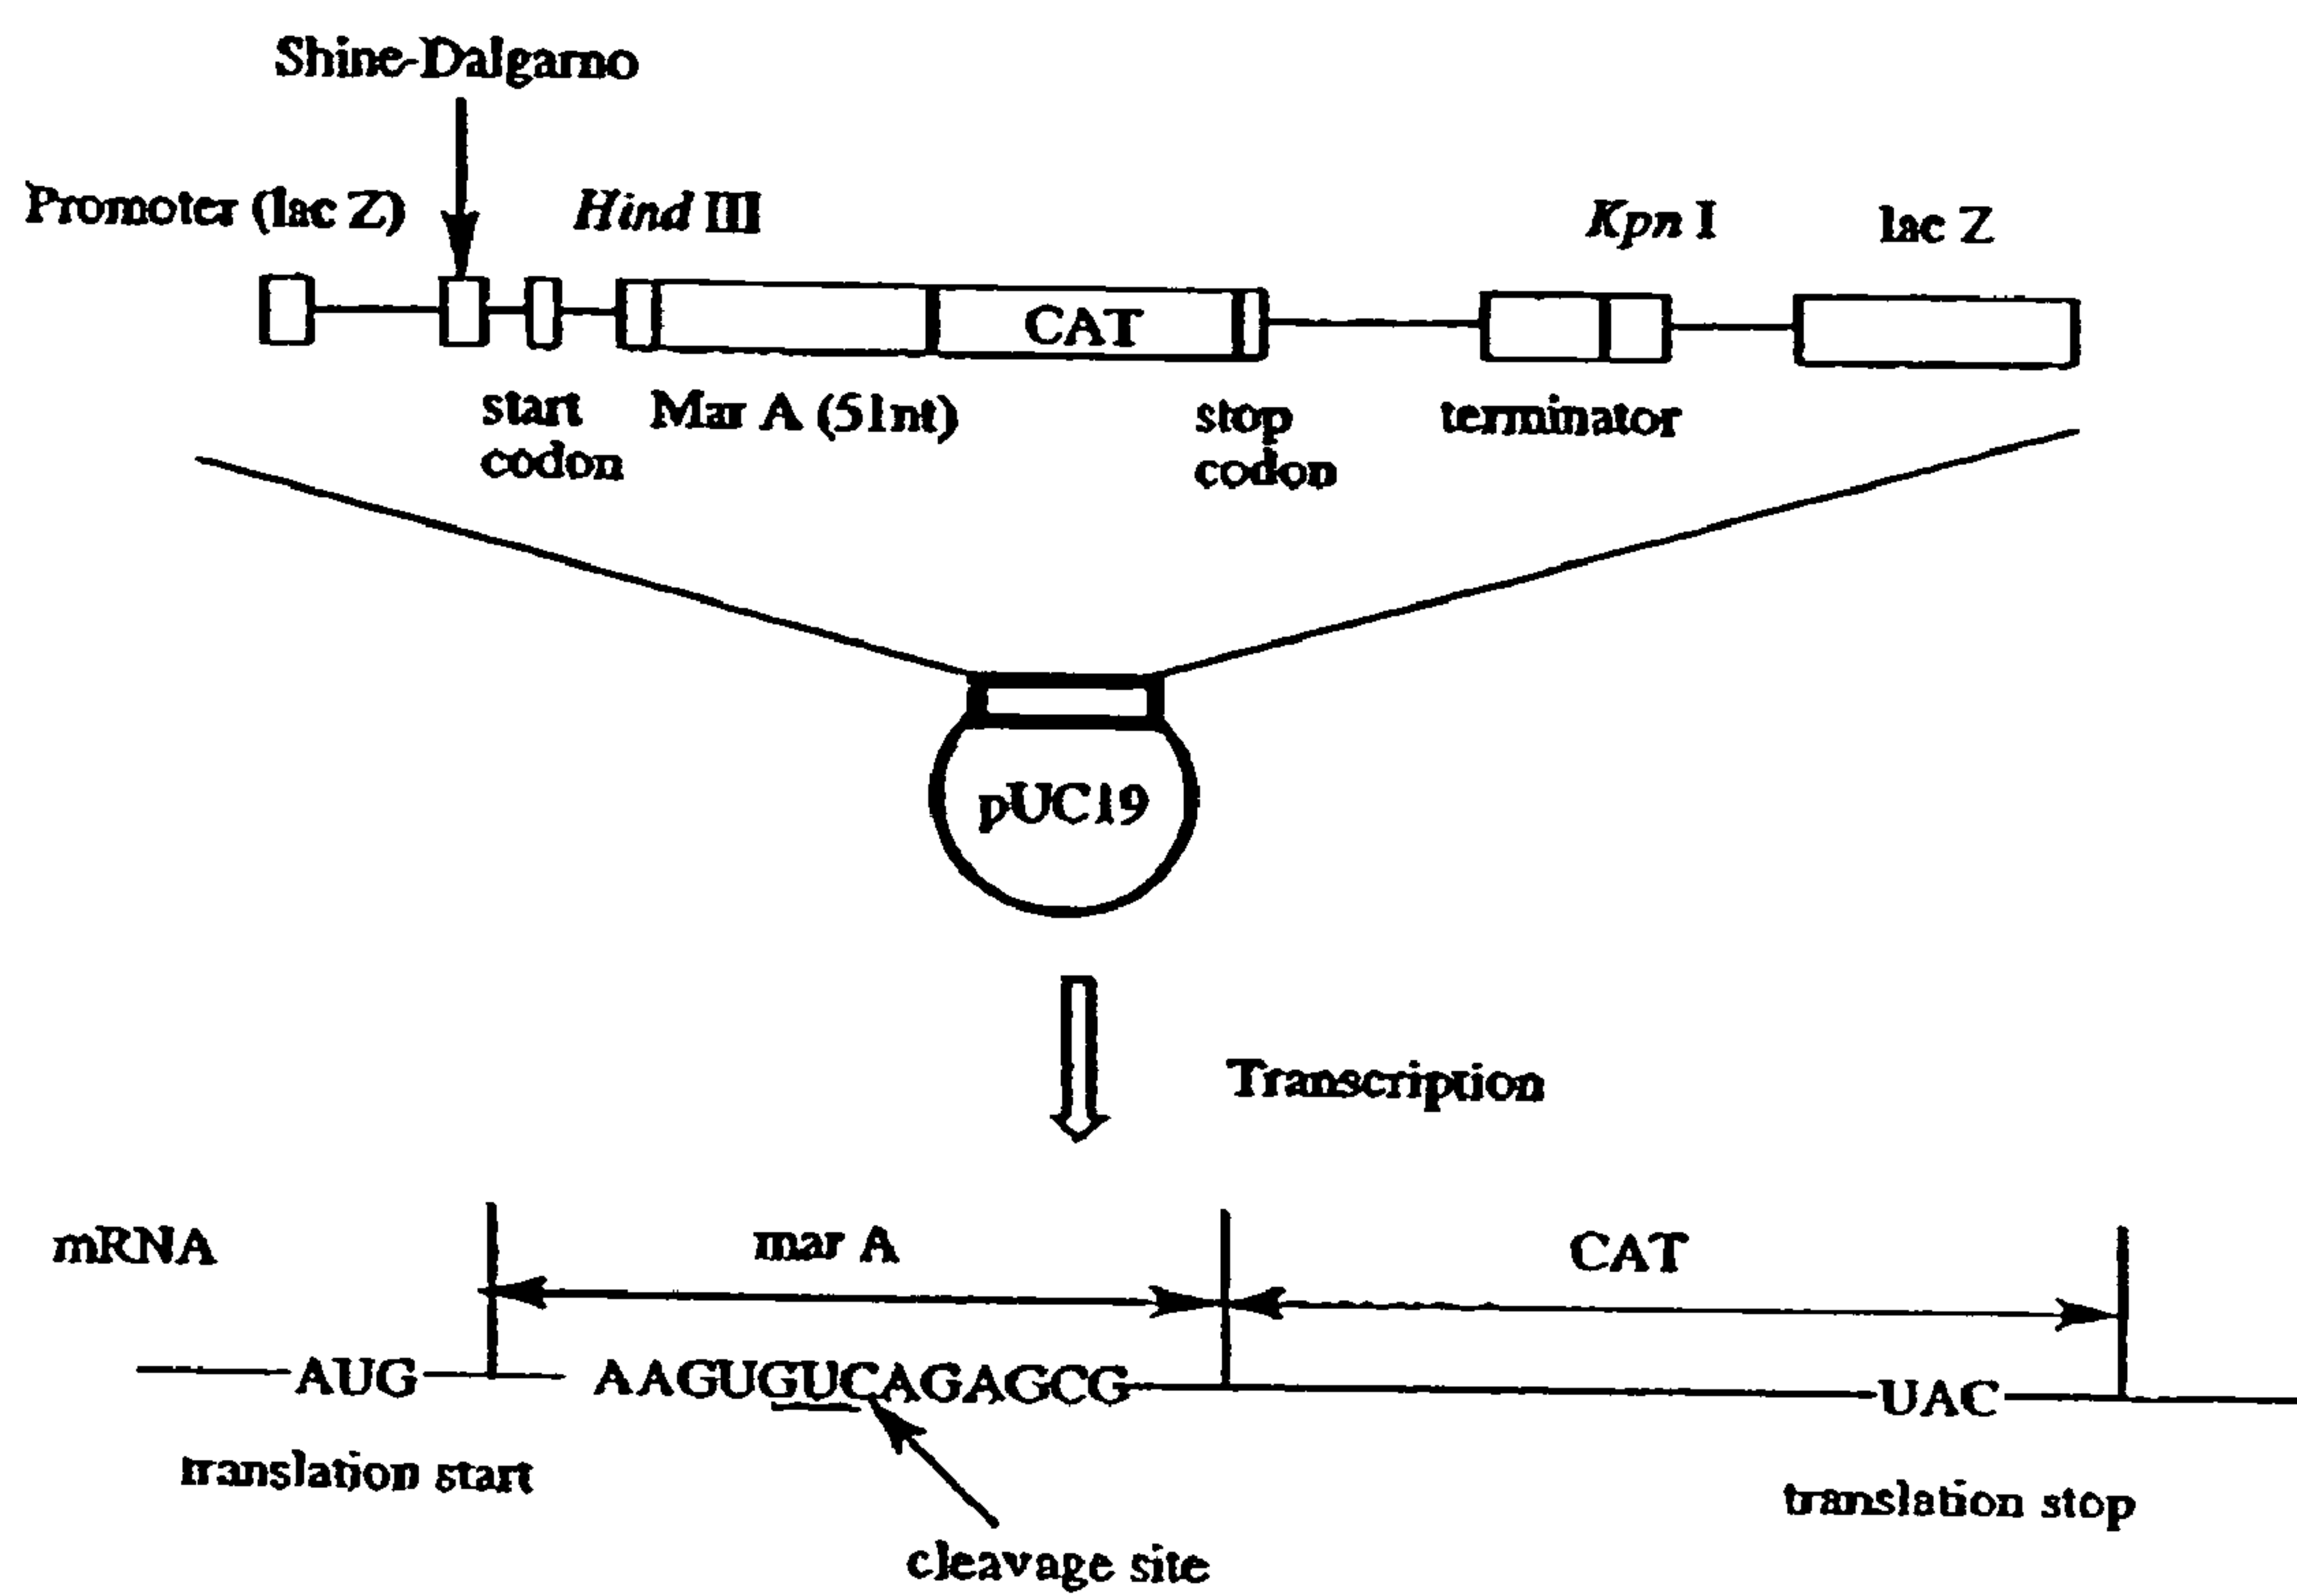 Shine-Dalgarno
Promoter (lac Z)
Hind III
Kpn I
lac Z
CAT
start
codon
Mar A (51nt)
stop
codon
terminator
pUC19
Transcription
mRNA
mar A
CAT
AUG
AAGUGUCAGAGCG
UAC
translation start
translation stop
cleavage site